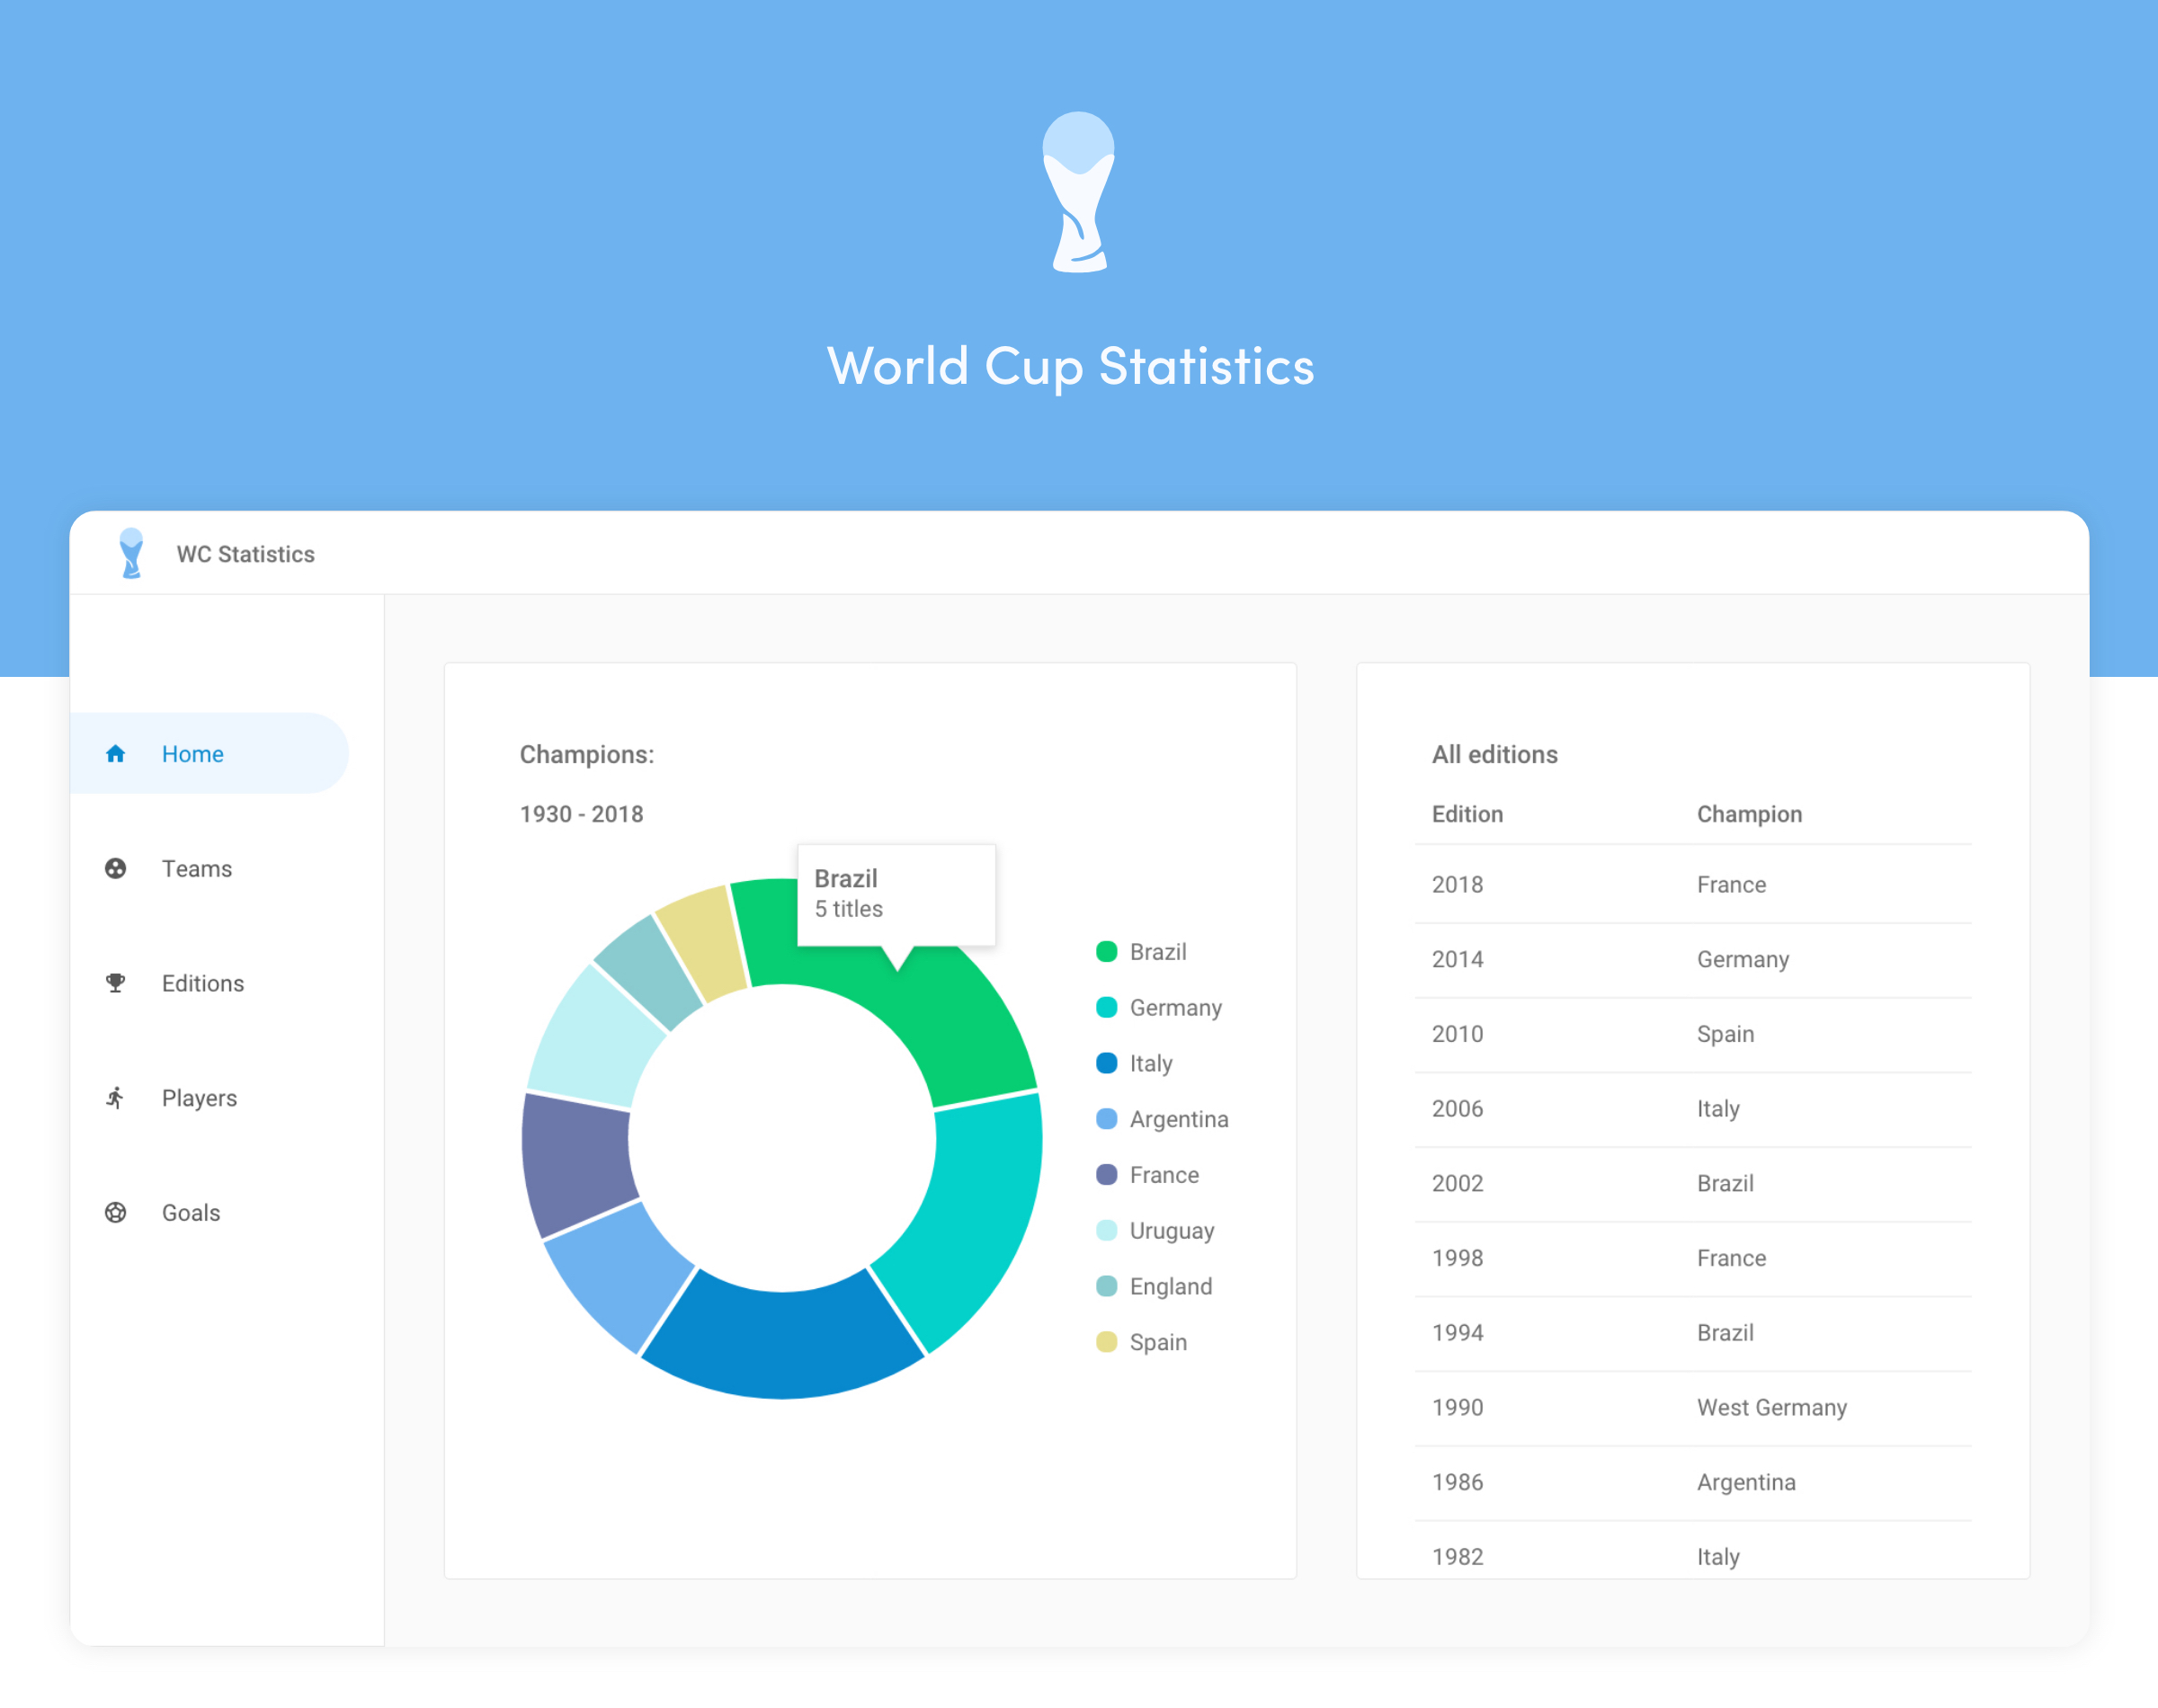 World Cup Statistics
WC Statistics
Home
Teams
Editions
Players
Goals
Champions:
1930 - 2018
Brazil
5 titles
Brazil
Germany
Italy
Argentina
France
Uruguay
England
Spain
All editions
Edition Champion
2018 France
2014 Germany
2010 Spain
2006 Italy
2002 Brazil
1998 France
1994 Brazil
1990 West Germany
1986 Argentina
1982 Italy